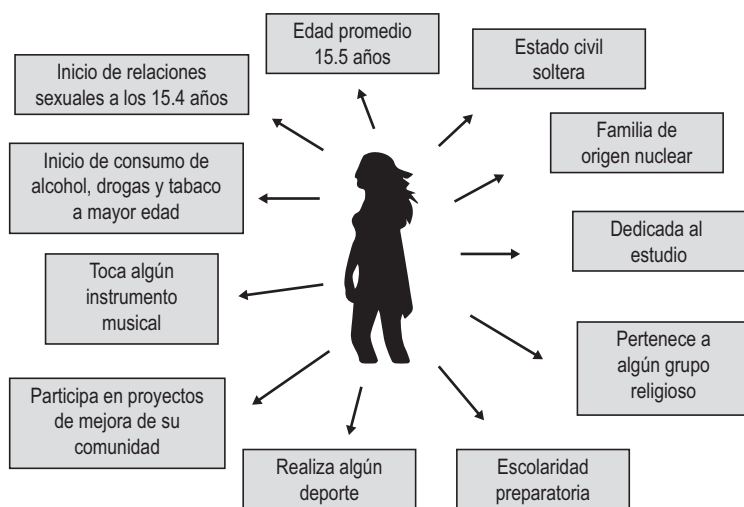 Edad promedio
15.5 años
Estado civil
soltera
Inicio de relaciones
sexuales a los 15.4 años
Familia de
origen nuclear
Inicio de consumo de
alcohol, drogas y tabaco
a mayor edad
Dedicada al
estudio
Toca algún
instrumento
musical
Pertenece a
algún grupo
religioso
Participa en proyectos
de mejora de su
comunidad
Realiza algún
deporte
Escolaridad
preparatoria